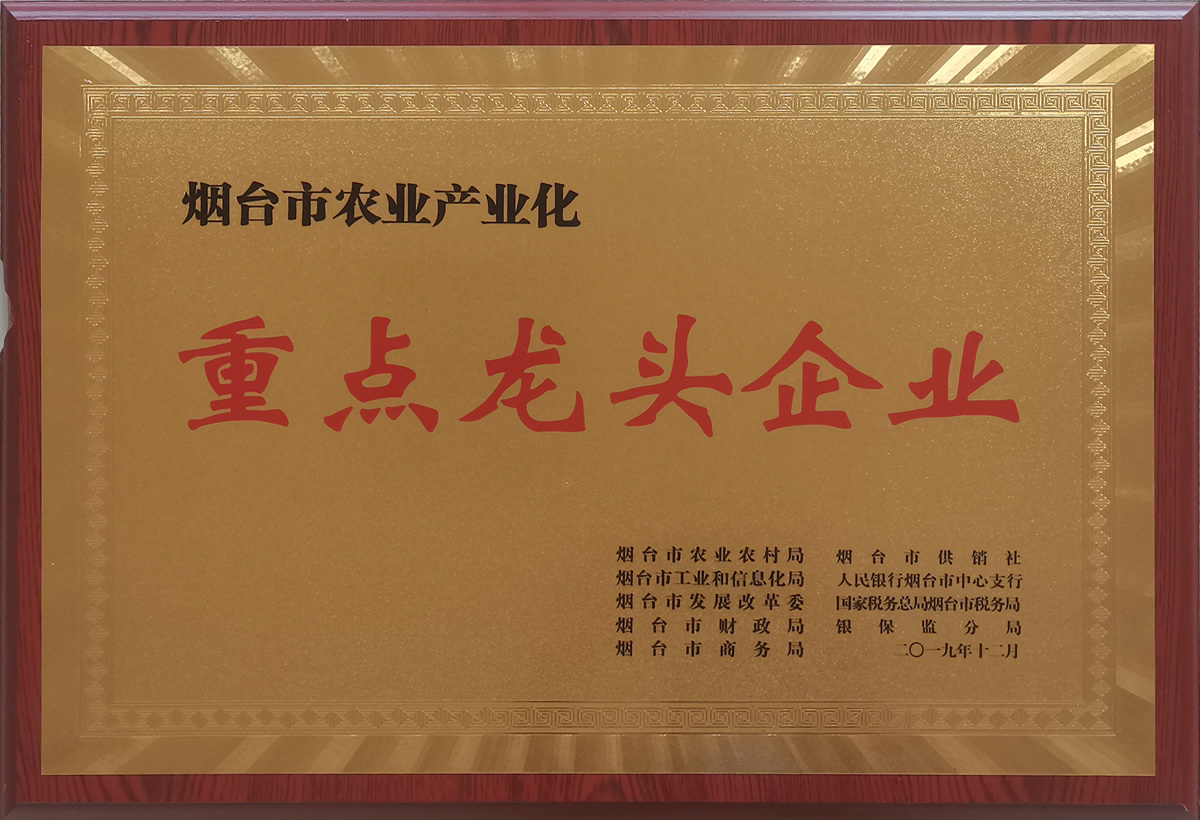 烟台市农业产业化
重点龙头企业
烟台市农业农村局
烟台市工业和信息化局
烟台市发展改革委
烟台市财政局
烟台市商务局
烟台市供销社
人民银行烟台市中心支行
国家税务总局烟台市税务局
银保监分局
二〇一九年十二月